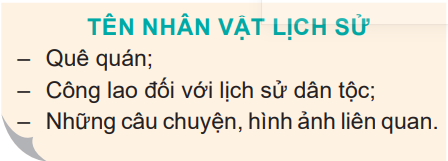 TÊN NHÂN VẬT LỊCH SỬ
– Quê quán;
– Công lao đối với lịch sử dân tộc;
– Những câu chuyện, hình ảnh liên quan.